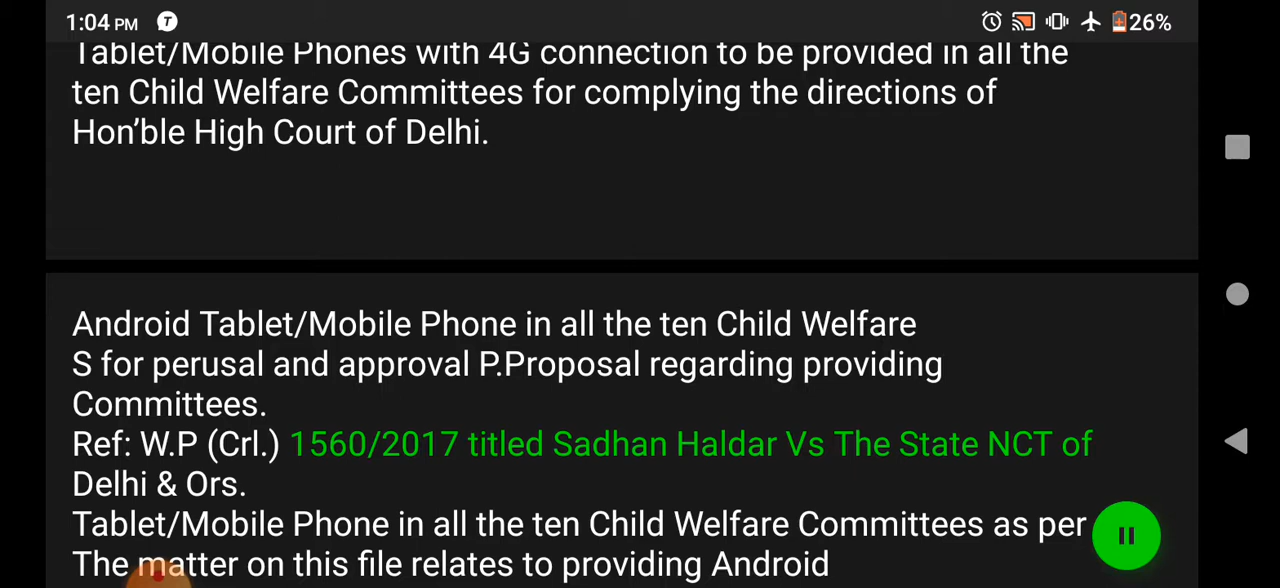 1:04 PM
26%
Tablet/Mobile Phones with 4G connection to be provided in all the
ten Child Welfare Committees for complying the directions of
Hon'ble High Court of Delhi.
Android Tablet/Mobile Phone in all the ten Child Welfare
S for perusal and approval P.Proposal regarding providing
Committees.
Ref: W.P (Crl.) 1560/2017 titled Sadhan Haldar Vs The State NCT of
Delhi & Ors.
Tablet/Mobile Phone in all the ten Child Welfare Committees as per
The matter on this file relates to providing Android